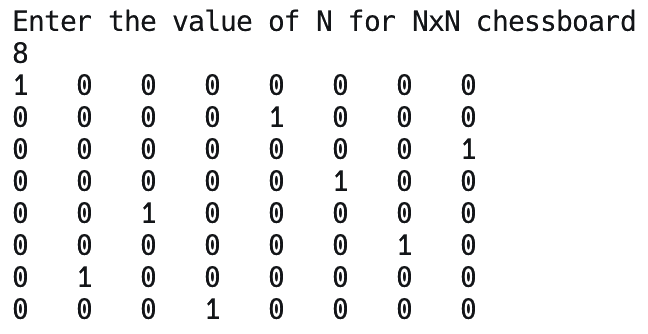 Enter the value of N for NxN chessboard
8
1 0 0 0 0 0 0 0
0 0 0 0 1 0 0 0
0 0 0 0 0 0 0 1
0 0 0 0 0 1 0 0
0 0 1 0 0 0 0 0
0 0 0 0 0 0 1 0
0 1 0 0 0 0 0 0
0 0 0 1 0 0 0 0